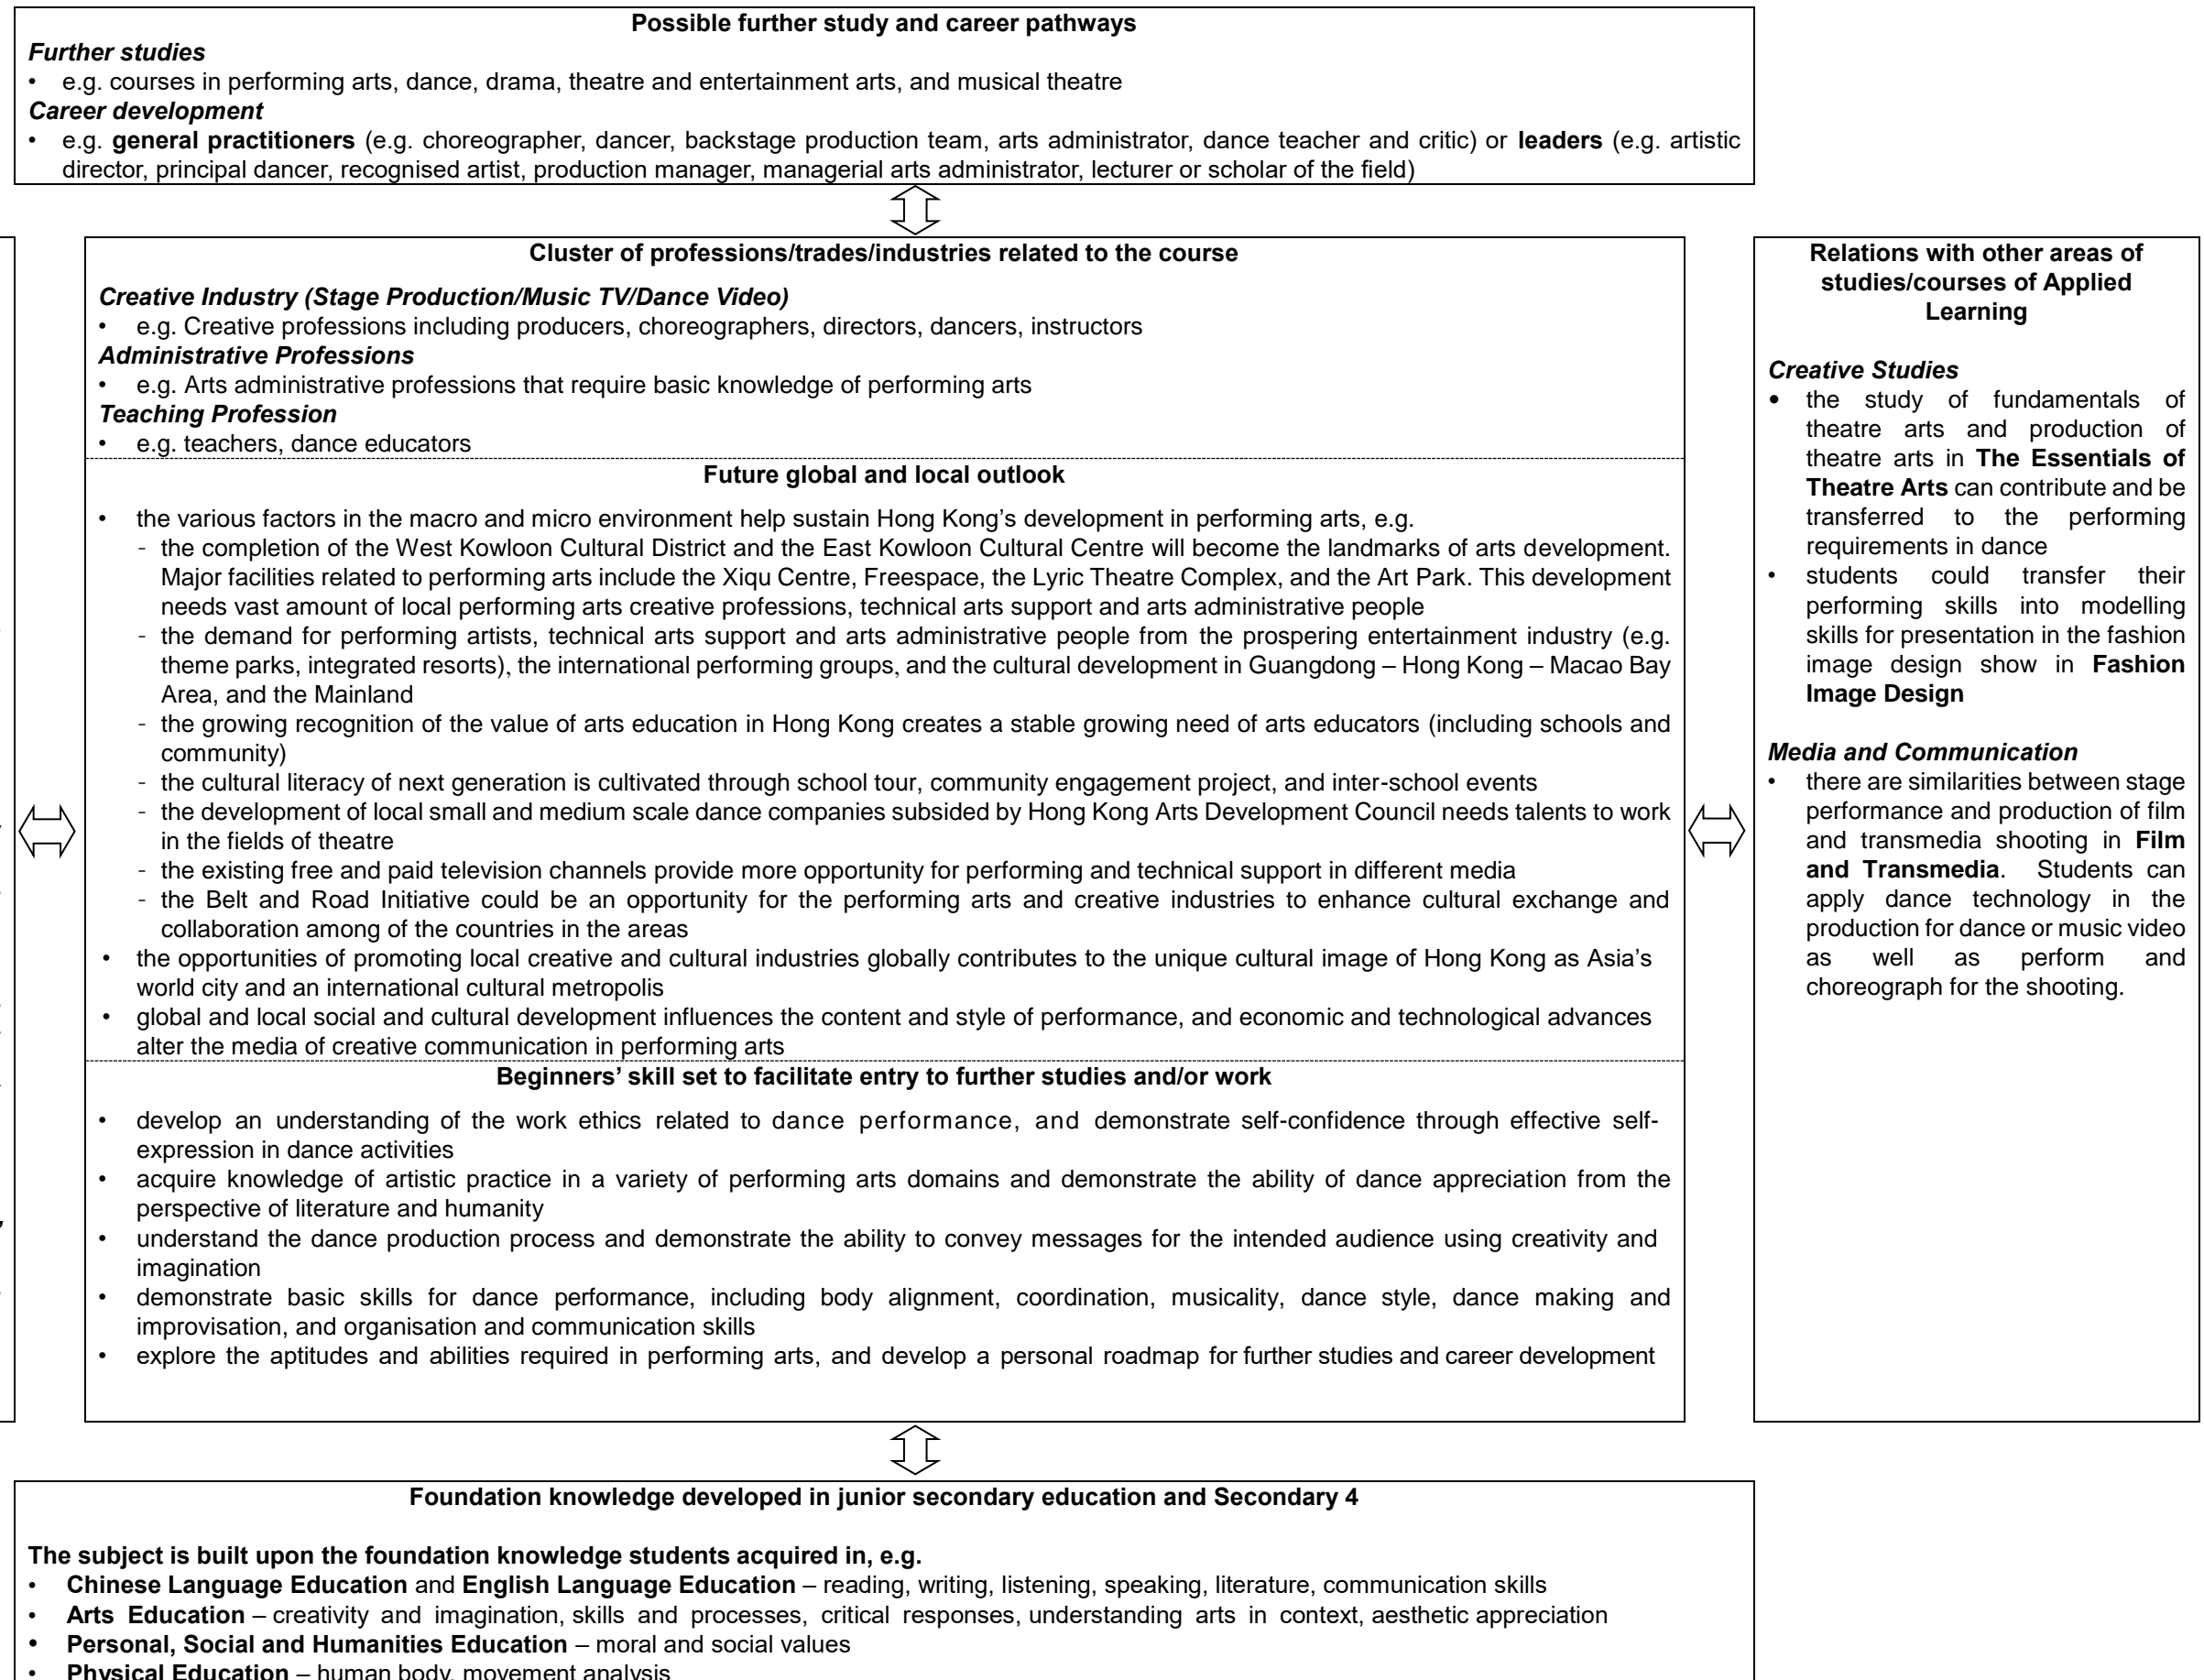 Possible further study and career pathways
Further studies
• e.g. courses in performing arts, dance, drama, theatre and entertainment arts, and musical theatre
Career development
• e.g. general practitioners (e.g. choreographer, dancer, backstage production team, arts administrator, dance teacher and critic) or leaders (e.g. artistic
director, principal dancer, recognised artist, production manager, managerial arts administrator, lecturer or scholar of the field)
Cluster of professions/trades/industries related to the course
Creative Industry (Stage Production/Music TV/Dance Video)
• e.g. Creative professions including producers, choreographers, directors, dancers, instructors
Administrative Professions
• e.g. Arts administrative professions that require basic knowledge of performing arts
Teaching Profession
• e.g. teachers, dance educators
Future global and local outlook
• the various factors in the macro and micro environment help sustain Hong Kong's development in performing arts, e.g.
- the completion of the West Kowloon Cultural District and the East Kowloon Cultural Centre will become the landmarks of arts development.
Major facilities related to performing arts include the Xiqu Centre, Freespace, the Lyric Theatre Complex, and the Art Park. This development
needs vast amount of local performing arts creative professions, technical arts support and arts administrative people
- the demand for performing artists, technical arts support and arts administrative people from the prospering entertainment industry (e.g.
theme parks, integrated resorts), the international performing groups, and the cultural development in Guangdong – Hong Kong – Macao Bay
Area, and the Mainland
- the growing recognition of the value of arts education in Hong Kong creates a stable growing need of arts educators (including schools and
community)
- the cultural literacy of next generation is cultivated through school tour, community engagement project, and inter-school events
- the development of local small and medium scale dance companies subsided by Hong Kong Arts Development Council needs talents to work
in the fields of theatre
- the existing free and paid television channels provide more opportunity for performing and technical support in different media
- the Belt and Road Initiative could be an opportunity for the performing arts and creative industries to enhance cultural exchange and
collaboration among of the countries in the areas
• the opportunities of promoting local creative and cultural industries globally contributes to the unique cultural image of Hong Kong as Asia's
world city and an international cultural metropolis
• global and local social and cultural development influences the content and style of performance, and economic and technological advances
alter the media of creative communication in performing arts
Beginners' skill set to facilitate entry to further studies and/or work
• develop an understanding of the work ethics related to dance performance, and demonstrate self-confidence through effective self-
expression in dance activities
• acquire knowledge of artistic practice in a variety of performing arts domains and demonstrate the ability of dance appreciation from the
perspective of literature and humanity
• understand the dance production process and demonstrate the ability to convey messages for the intended audience using creativity and
imagination
• demonstrate basic skills for dance performance, including body alignment, coordination, musicality, dance style, dance making and
improvisation, and organisation and communication skills
• explore the aptitudes and abilities required in performing arts, and develop a personal roadmap for further studies and career development
Relations with other areas of
studies/courses of Applied
Learning
Creative Studies
• the study of fundamentals of
theatre arts and production of
theatre arts in The Essentials of
Theatre Arts can contribute and be
transferred to the performing
requirements in dance
• students could transfer their
performing skills into modelling
skills for presentation in the fashion
image design show in Fashion
Image Design
Media and Communication
• there are similarities between stage
performance and production of film
and transmedia shooting in Film
and Transmedia. Students can
apply dance technology in the
production for dance or music video
as well as perform and
choreograph for the shooting.
Foundation knowledge developed in junior secondary education and Secondary 4
The subject is built upon the foundation knowledge students acquired in, e.g.
• Chinese Language Education and English Language Education – reading, writing, listening, speaking, literature, communication skills
• Arts Education – creativity and imagination, skills and processes, critical responses, understanding arts in context, aesthetic appreciation
• Personal, Social and Humanities Education – moral and social values
• Physical Education – human body, movement analysis